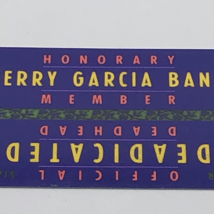 HONORARY
ERRY GARCIA BAN
MEMBER
OFFICIAL
DEADICATED
DEADHEAD